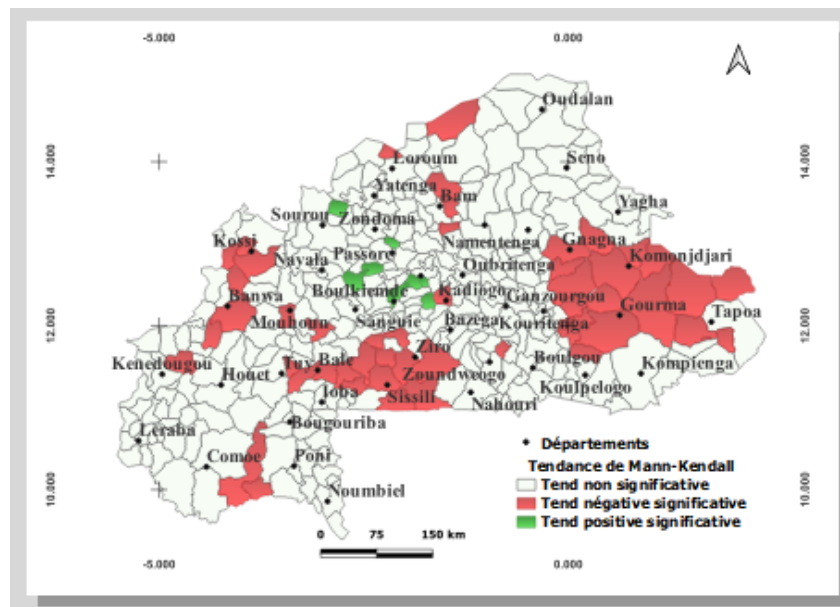 -5.000 0.000
Oudalan
14.000 14.000
Loroum Seno
Yatenga Bam Yagha
Sourou Zondoma
Kossi Passore Namentenga Gnagna
Nayala Oubritenga Komonjdjari
Banwa Boulkiemde Kadiogo Ganzourgou Gourma Tapoa
12.000 Mouhoun Sanguie Bazega Kouritenga 12.000
Ziro
Kenedougou Houet Tuy Bale Zoundweogo Boulgou Kompienga
Ioba Sissili Nahouri Koulpelogo
Leraba Bougouriba
Départements
Comoe Poni Tendance de Mann-Kendall
Tend non significative
10.000 Noumbiel Tend négative significative 10.000
Tend positive significative
0 75 150 km
-5.000 0.000